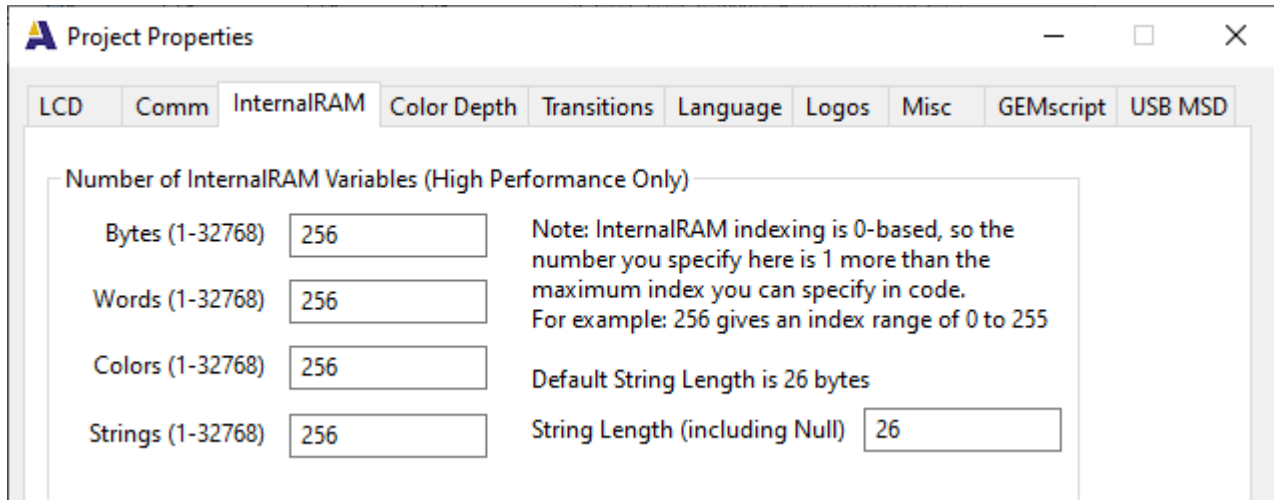 Project Properties
LCD Comm InternalRAM Color Depth Transitions Language Logos Misc GEMscript USB MSD
Number of InternalRAM Variables (High Performance Only)
Bytes (1-32768) 256
Words (1-32768) 256
Colors (1-32768) 256
Strings (1-32768) 256
Note: InternalRAM indexing is 0-based, so the
number you specify here is 1 more than the
maximum index you can specify in code.
For example: 256 gives an index range of 0 to 255
Default String Length is 26 bytes
String Length (including Null) 26